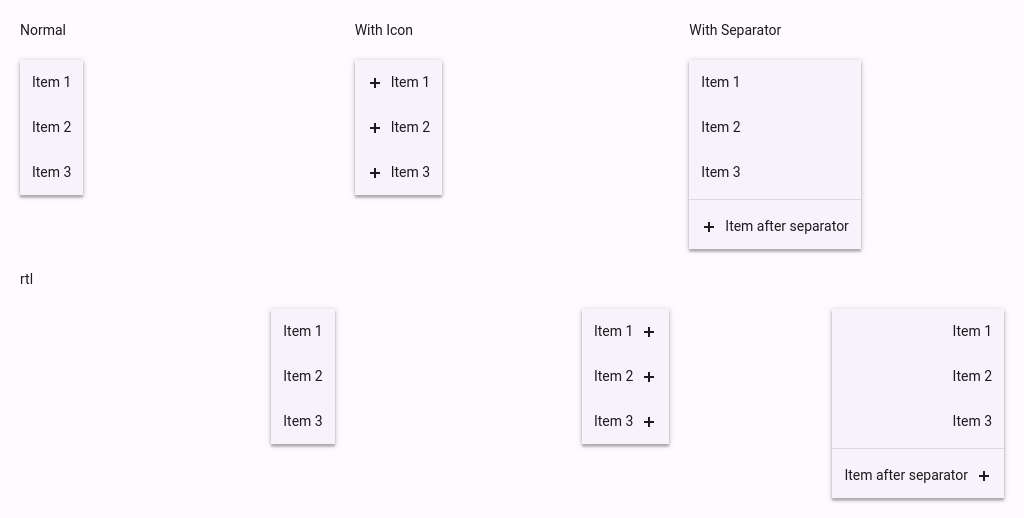 Normal
Item 1
Item 2
Item 3
With Icon
+ Item 1
+ Item 2
+ Item 3
With Separator
Item 1
Item 2
Item 3
+ Item after separator
rtl
Item 1
Item 2
Item 3
Item 1 +
Item 2 +
Item 3 +
Item 1
Item 2
Item 3
Item after separator +